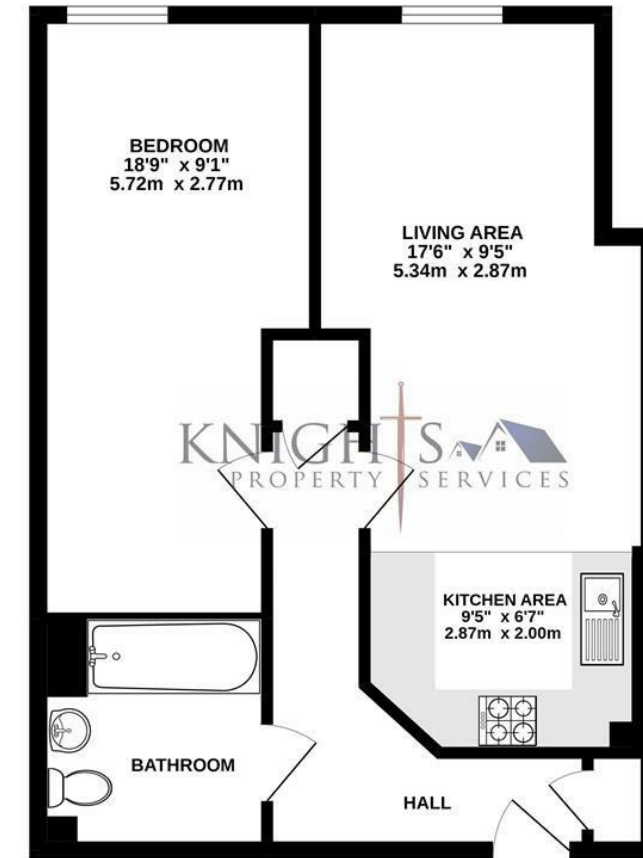 BEDROOM
18'9" x 9'1"
5.72m x 2.77m
LIVING AREA
17'6" x 9'5"
5.34m x 2.87m
KNIGHTS
PROPERTY SERVICES
KITCHEN AREA
9'5" x 6'7"
2.87m x 2.00m
BATHROOM
HALL